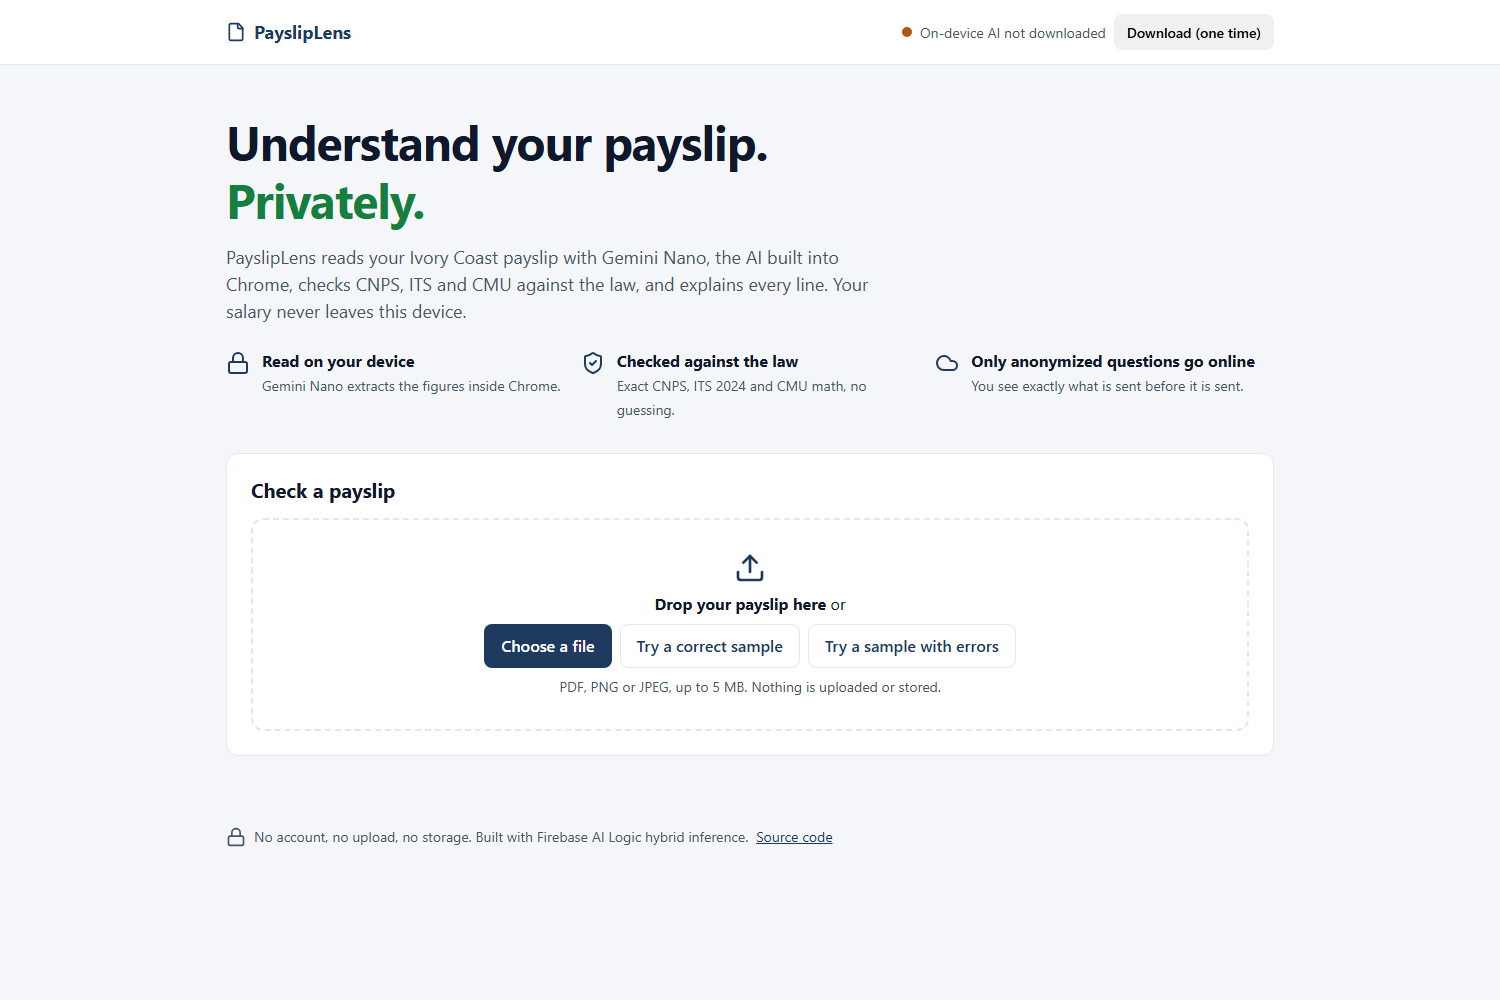 PayslipLens
On-device AI not downloaded
Download (one time)
Understand your payslip.
Privately.
PayslipLens reads your Ivory Coast payslip with Gemini Nano, the AI built into
Chrome, checks CNPS, ITS and CMU against the law, and explains every line. Your
salary never leaves this device.
Read on your device
Gemini Nano extracts the figures inside Chrome.
Checked against the law
Exact CNPS, ITS 2024 and CMU math, no
guessing.
Only anonymized questions go online
You see exactly what is sent before it is sent.
Check a payslip
Drop your payslip here or
Choose a file
Try a correct sample
Try a sample with errors
PDF, PNG or JPEG, up to 5 MB. Nothing is uploaded or stored.
No account, no upload, no storage. Built with Firebase AI Logic hybrid inference. Source code